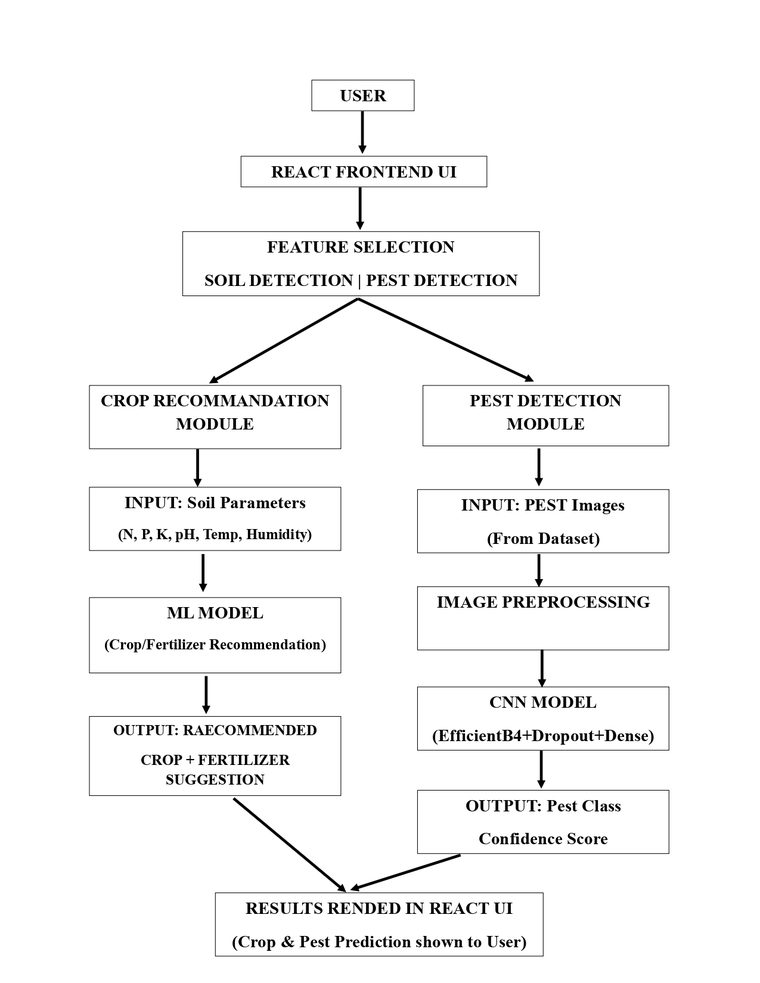 USER
REACT FRONTEND UI
FEATURE SELECTION
SOIL DETECTION | PEST DETECTION
CROP RECOMMANDATION
MODULE
INPUT: Soil Parameters
(N, P, K, pH, Temp, Humidity)
ML MODEL
(Crop/Fertilizer Recommendation)
OUTPUT: RAECOMMENDED
CROP + FERTILIZER
SUGGESTION
PEST DETECTION
MODULE
INPUT: PEST Images
(From Dataset)
IMAGE PREPROCESSING
CNN MODEL
(EfficientB4+Dropout+Dense)
OUTPUT: Pest Class
Confidence Score
RESULTS RENDED IN REACT UI
(Crop & Pest Prediction shown to User)